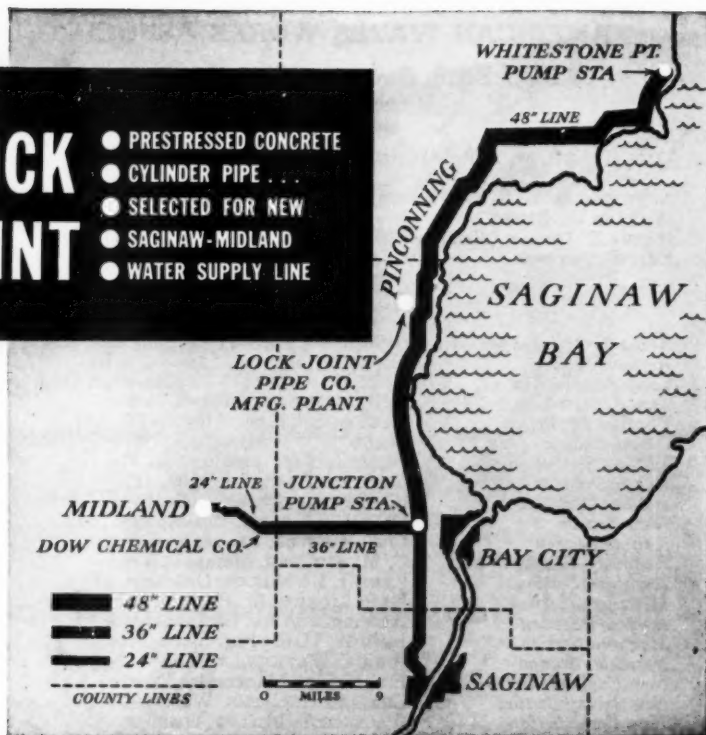 CK
INT
PRESTRESSED CONCRETE
CYLINDER PIPE . . .
SELECTED FOR NEW
SAGINAW-MIDLAND
WATER SUPPLY LINE
WHITESTONE PT.
PUMP STA
48" LINE
PINCONNING
SAGINAW
BAY
LOCK JOINT
PIPE CO.
MFG. PLANT
24" LINE
JUNCTION
PUMP STA.
MIDLAND
DOW CHEMICAL CO.
36" LINE
BAY CITY
48" LINE
36" LINE
24" LINE
COUNTY LINES
0 MILES 9
SAGINAW